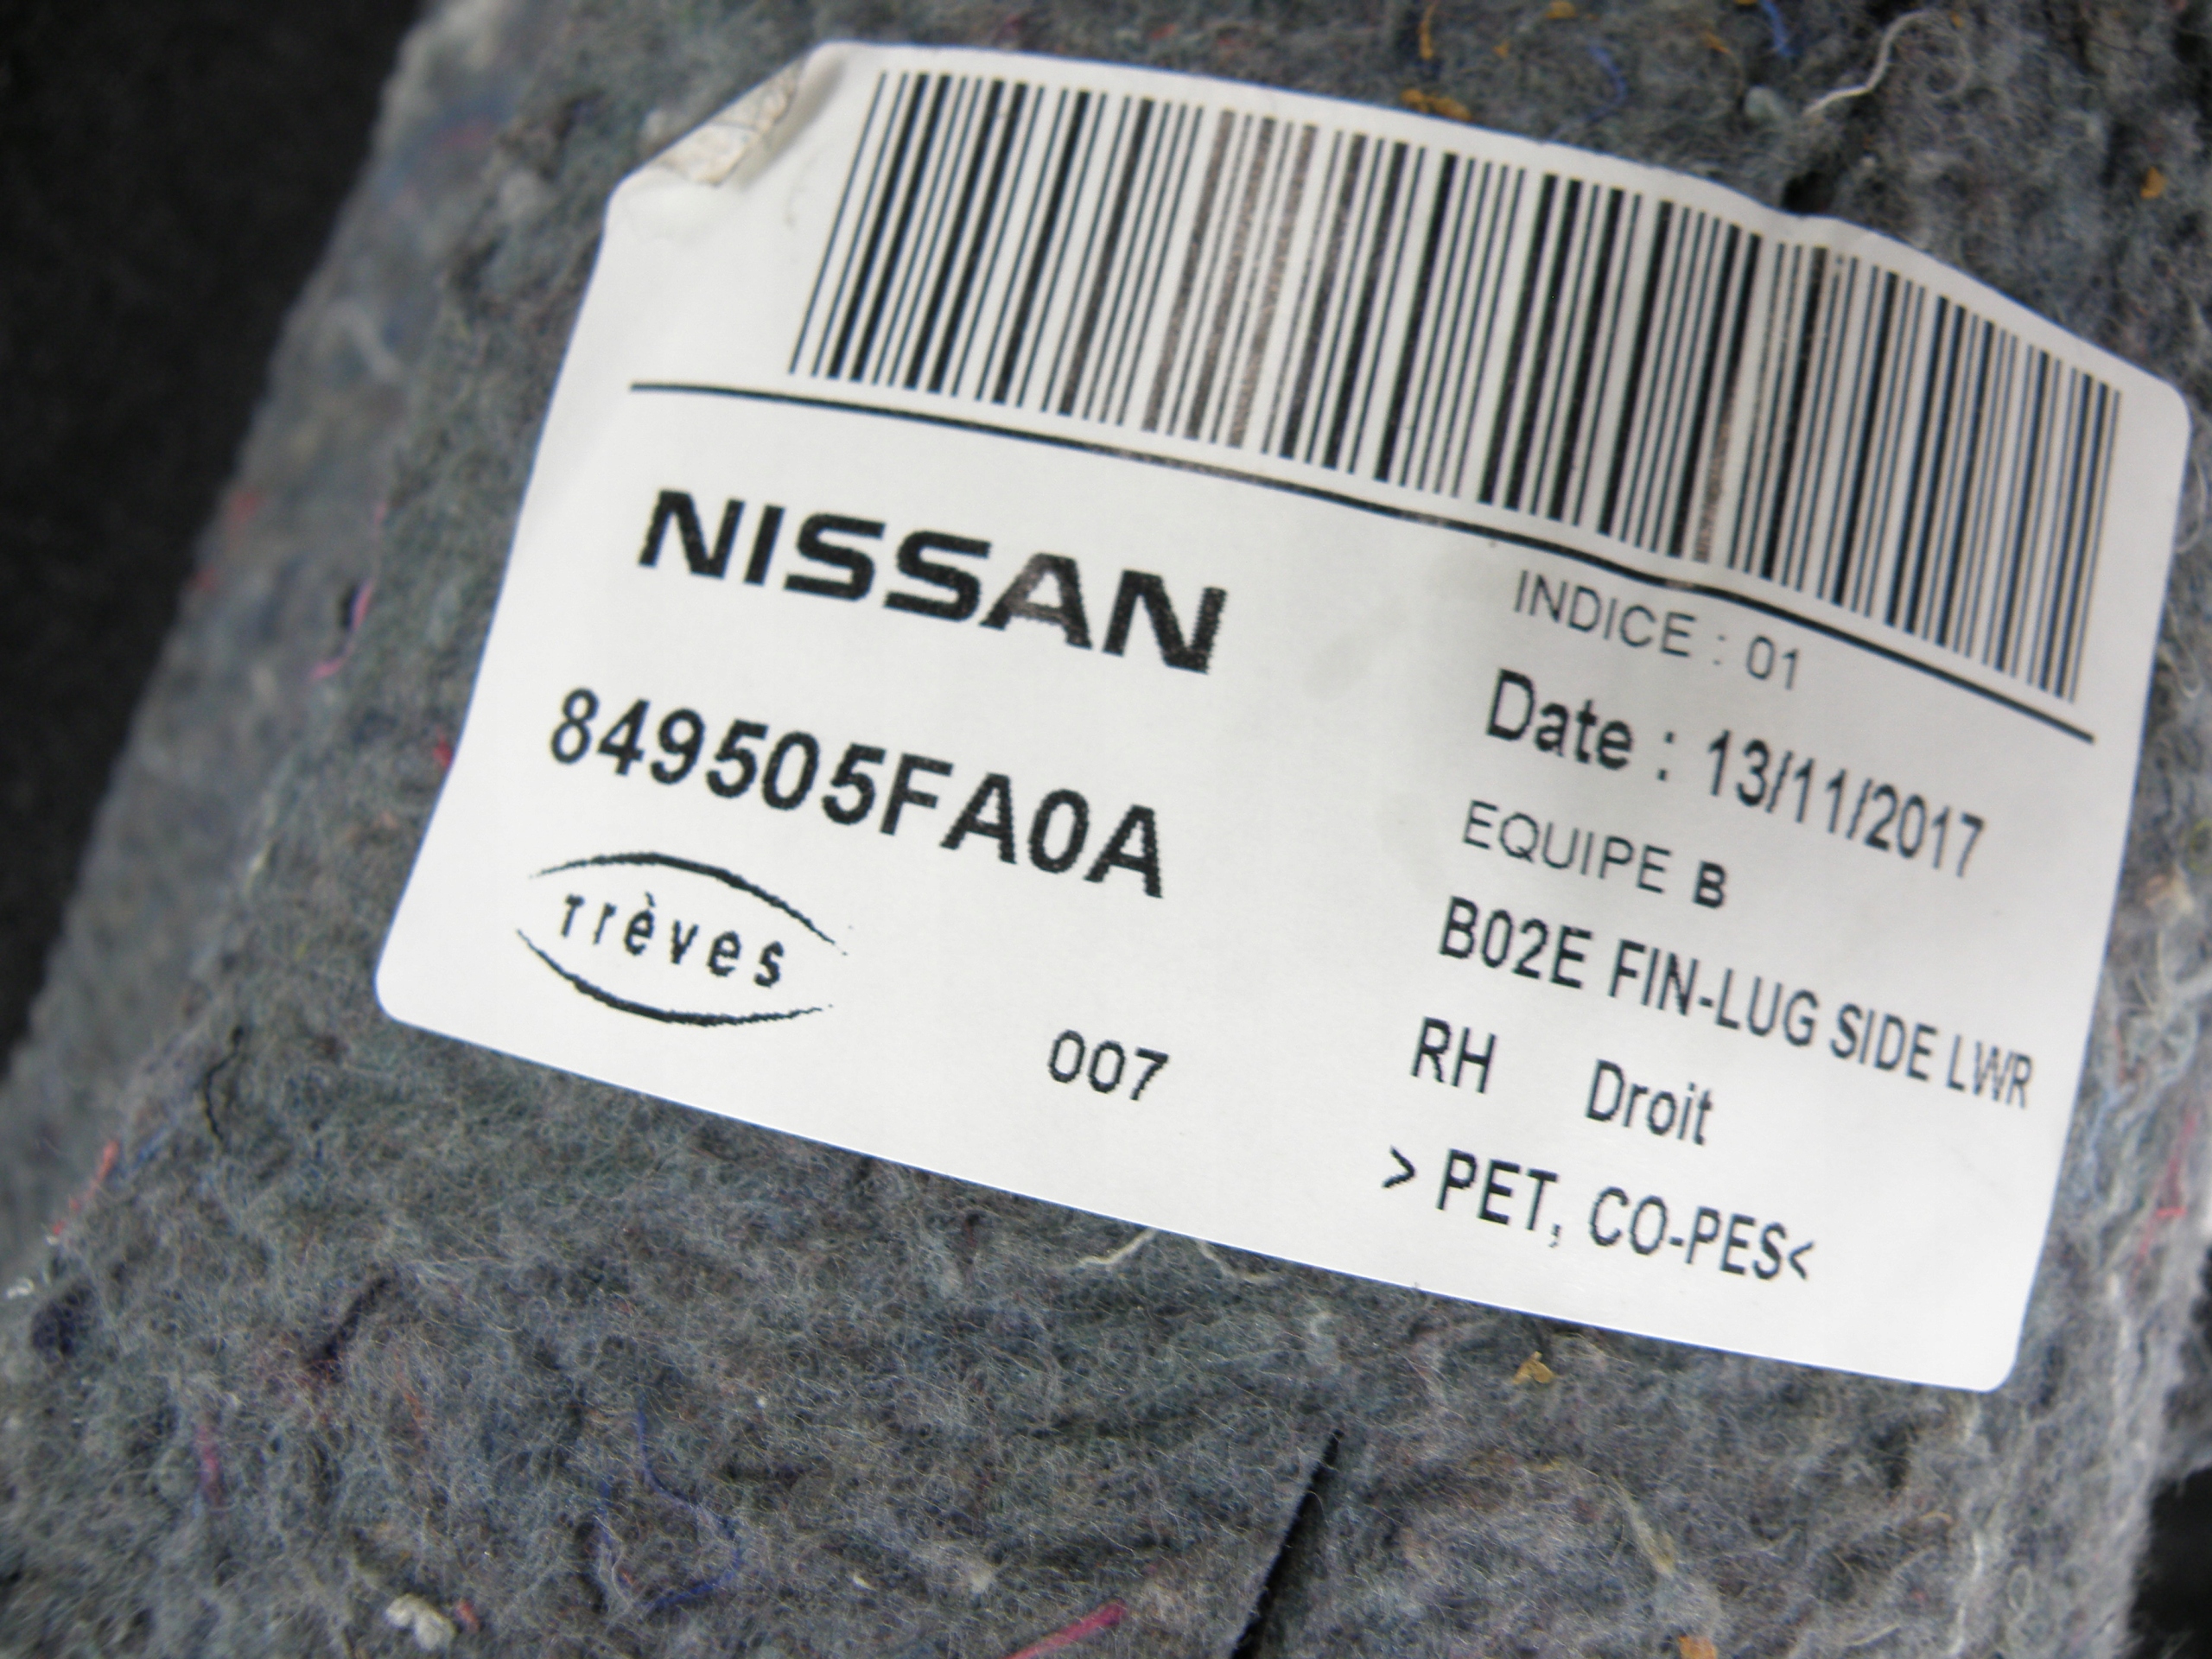 NISSAN
849505FA0A
Trèves
007
INDICE : 01
Date : 13/11/2017
EQUIPE B
B02E FIN-LUG SIDE LWR
RH Droit
> PET, CO-PES<